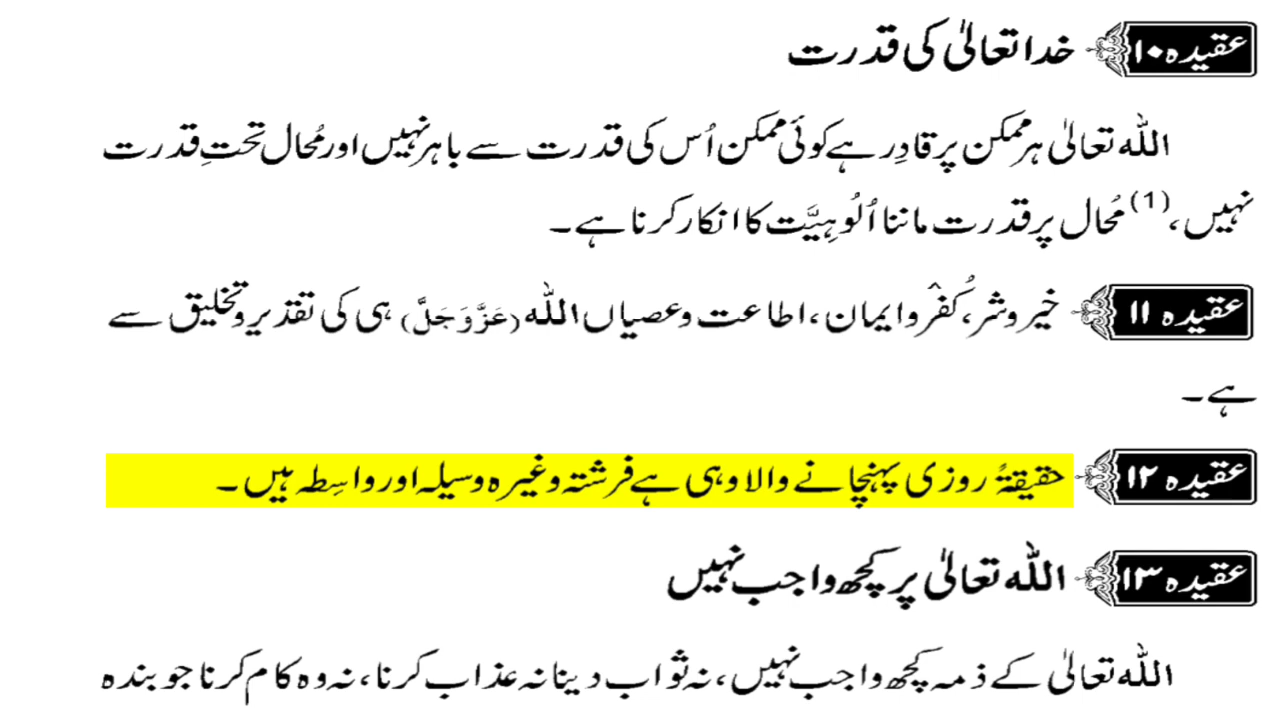 عقیدہ ۱۰ خدا تعالیٰ کی قدرت
اللہ تعالیٰ ہر ممکن پر قادِر ہے کوئی ممکن اُس کی قدرت سے باہر نہیں اور مُحال تحتِ قدرت
نہیں، (1) مُحال پر قدرت ماننا اُلُوہِیَّت کا انکار کرنا ہے۔
عقیدہ ۱۱ خیر و شر، کُفْر و ایمان، اطاعت و عصیاں اللہ (عَزَّوَجَلَّ) ہی کی تقدیر و تخلیق سے
ہے۔
عقیدہ ۱۲ حقیقۃً روزی پہنچانے والا وہی ہے فرشتہ وغیرہ وسیلہ اور واسِطہ ہیں۔
عقیدہ ۱۳ اللہ تعالیٰ پر کچھ واجب نہیں
اللہ تعالیٰ کے ذمہ کچھ واجب نہیں، نہ ثواب دینا نہ عذاب کرنا، نہ وہ کام کرنا جو بندہ